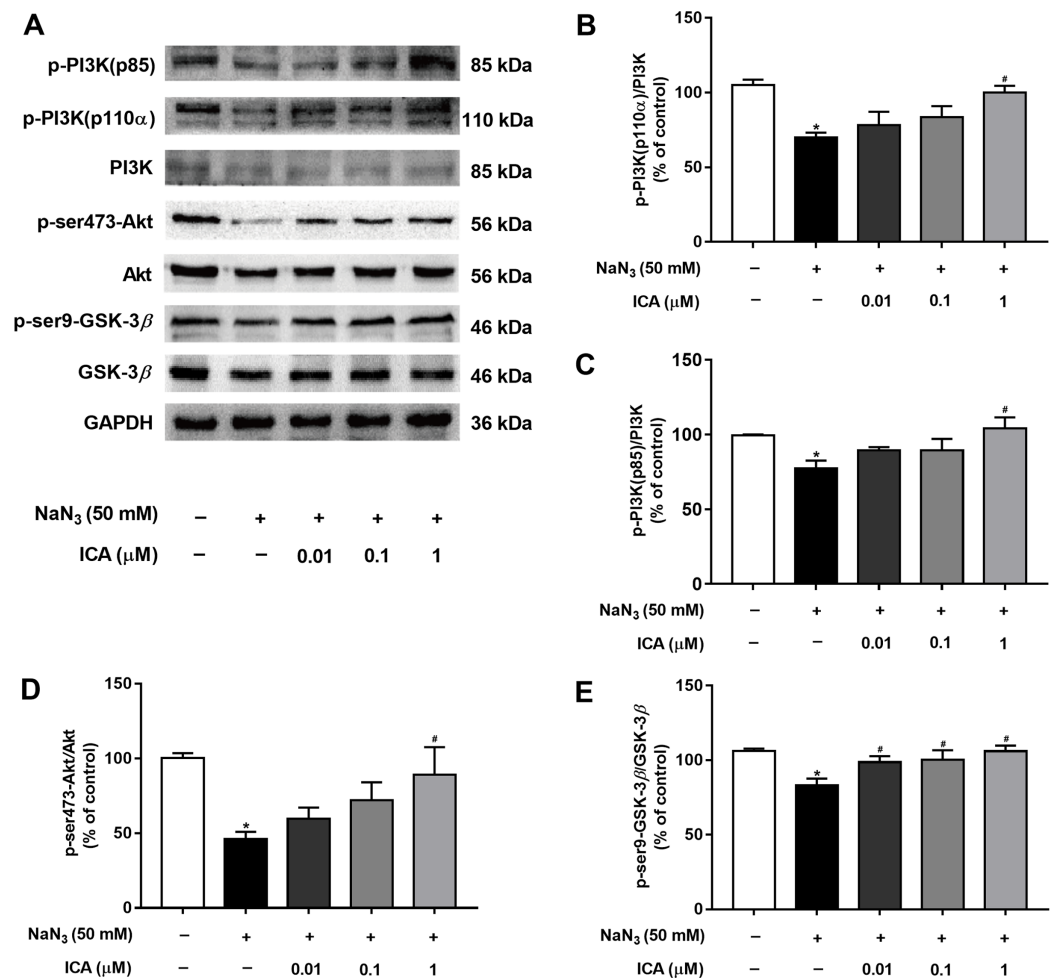 A
p-PI3K(p85) 85 kDa
p-PI3K(p110α) 110 kDa
PI3K 85 kDa
p-ser473-Akt 56 kDa
Akt 56 kDa
p-ser9-GSK-3β 46 kDa
GSK-3β 46 kDa
GAPDH 36 kDa
NaN3 (50 mM) – + + + +
ICA (μM) – – 0.01 0.1 1
B
p-PI3K(p110α)/PI3K
(% of control)
150
100
50
0
* #
NaN3 (50 mM) – + + + +
ICA (μM) – – 0.01 0.1 1
C
p-PI3K(p85)/PI3K
(% of control)
150
100
50
0
* #
NaN3 (50 mM) – + + + +
ICA (μM) – – 0.01 0.1 1
D
p-ser473-Akt/Akt
(% of control)
150
100
50
0
* #
NaN3 (50 mM) – + + + +
ICA (μM) – – 0.01 0.1 1
E
p-ser9-GSK-3β/GSK-3β
(% of control)
150
100
50
0
* # # #
NaN3 (50 mM) – + + + +
ICA (μM) – – 0.01 0.1 1